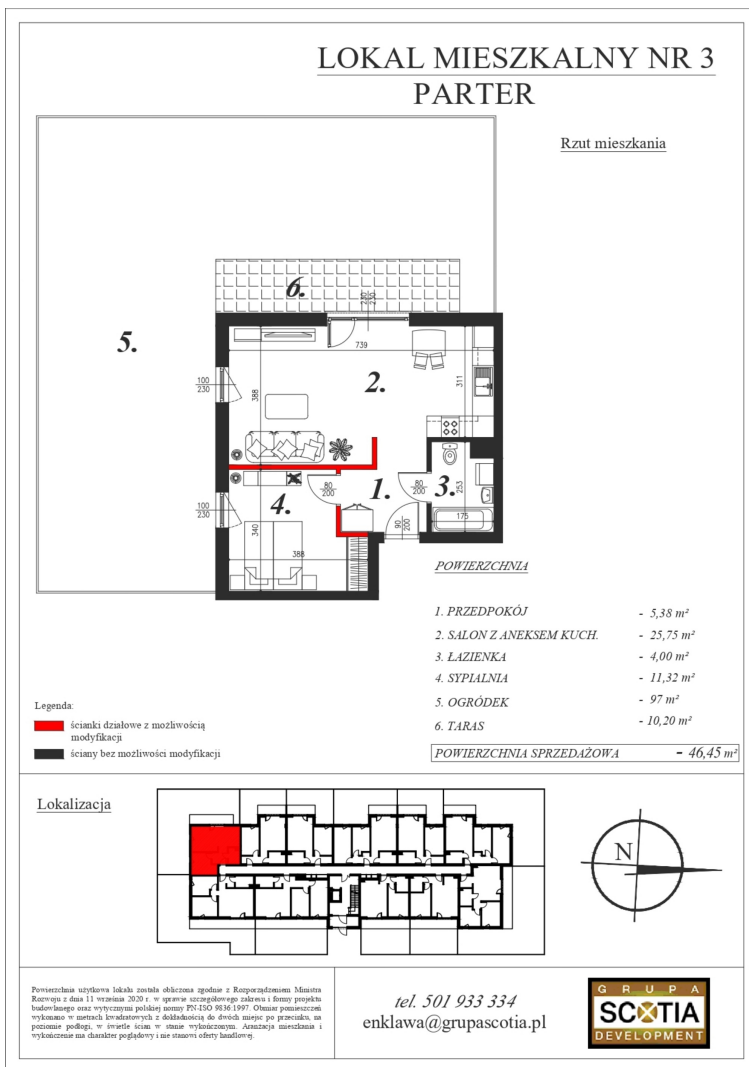 LOKAL MIESZKALNY NR 3
PARTER
Rzut mieszkania
6.
230
230
739
5.
100
230
388
2.
311
80
200
1.
80
200
3.
253
4.
100
230
340
90
200
175
388
POWIERZCHNIA
1. PRZEDPOKÓJ - 5,38 m²
2. SALON Z ANEKSEM KUCH. - 25,75 m²
3. ŁAZIENKA - 4,00 m²
4. SYPIALNIA - 11,32 m²
5. OGRÓDEK - 97 m²
6. TARAS - 10,20 m²
POWIERZCHNIA SPRZEDAŻOWA - 46,45 m²
Legenda:
ścianki działowe z możliwością
modyfikacji
ściany bez możliwości modyfikacji
Lokalizacja
N
Powierzchnia użytkowa lokalu została obliczona zgodnie z Rozporządzeniem Ministra
Rozwoju z dnia 11 września 2020 r. w sprawie szczegółowego zakresu i formy projektu
budowlanego oraz wytycznymi polskiej normy PN-ISO 9836:1997. Obmiar pomieszczeń
wykonano w metrach kwadratowych z dokładnością do dwóch miejsc po przecinku, na
poziomie podłogi, w świetle ścian w stanie wykończonym. Aranżacja mieszkania i
wykończenie ma charakter poglądowy i nie stanowi oferty handlowej.
tel. 501 933 334
enklawa@grupascotia.pl
GRUPA
SCOTIA
DEVELOPMENT